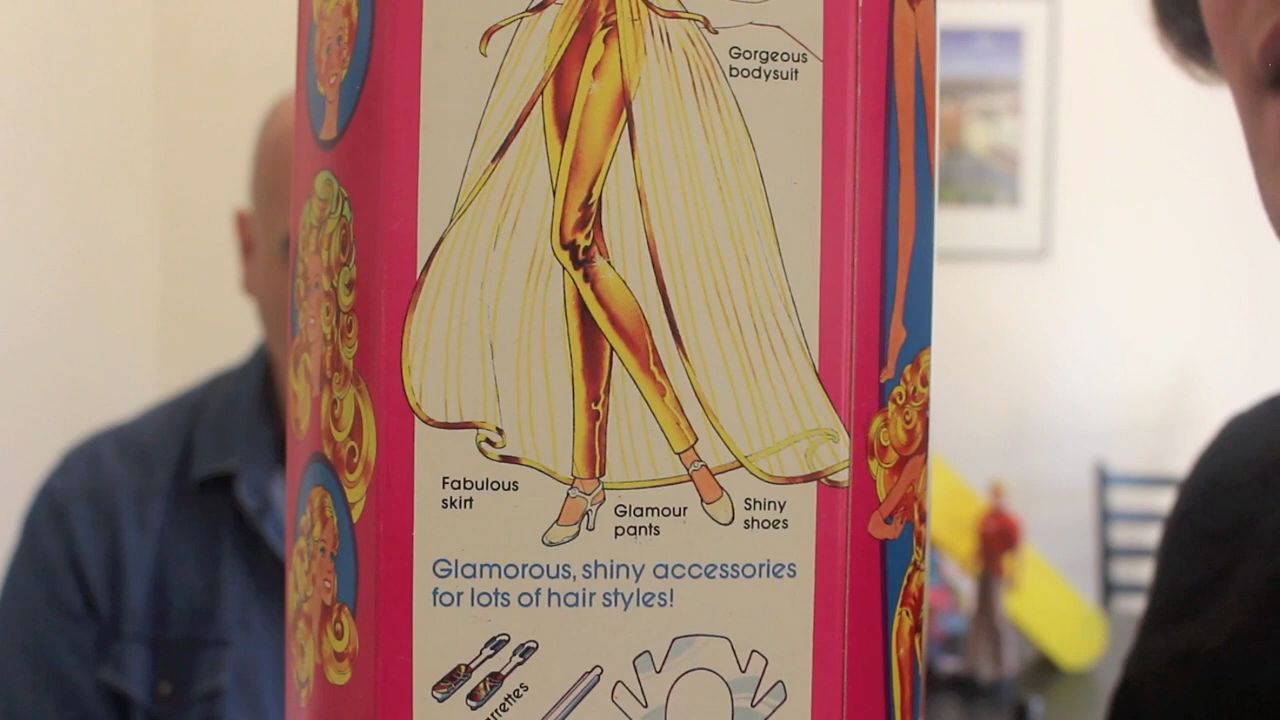 Gorgeous
bodysuit
Fabulous
skirt
Glamour
pants
Shiny
shoes
Glamorous, shiny accessories
for lots of hair styles!